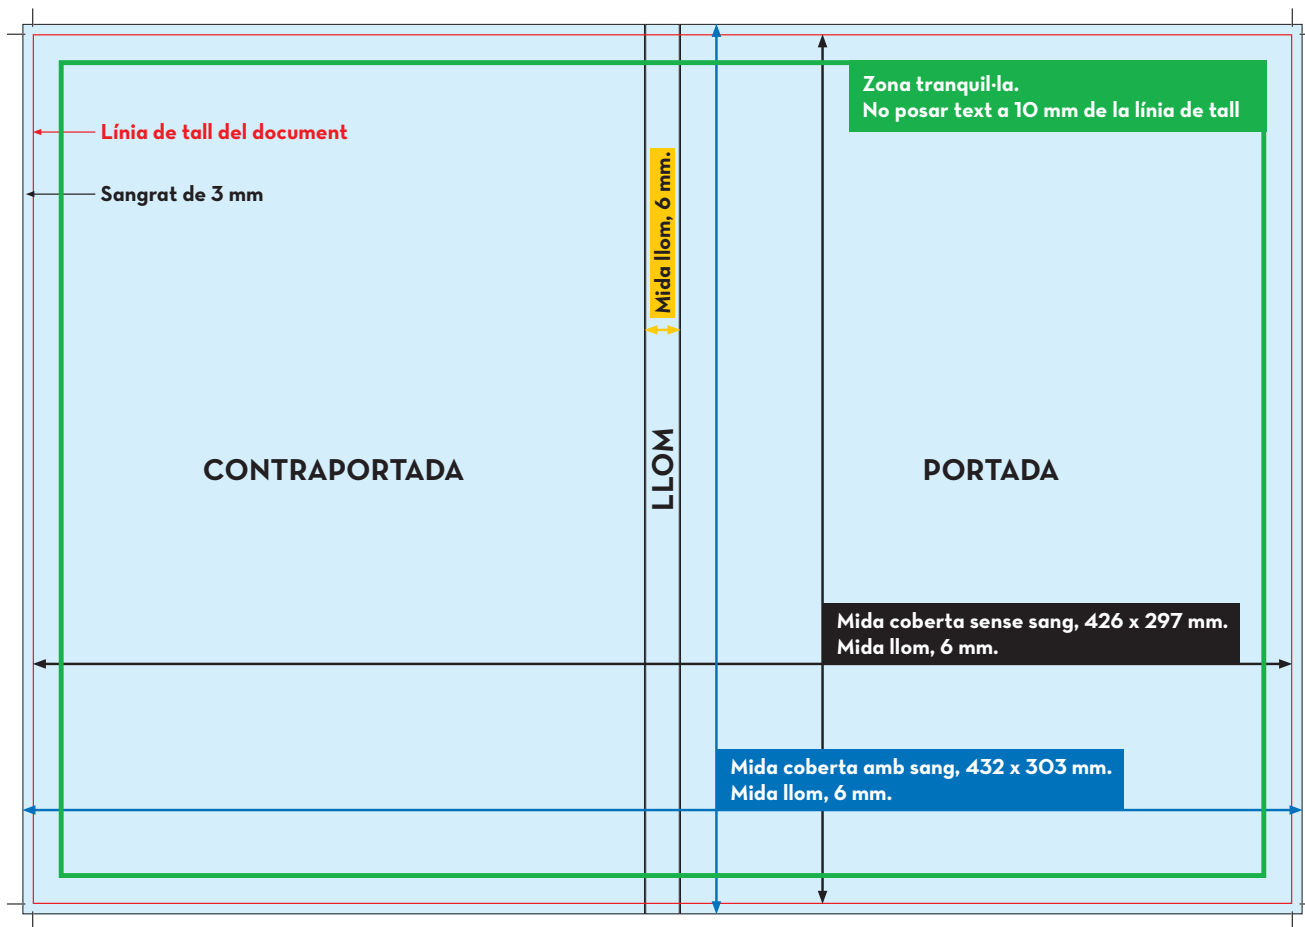 Zona tranquil·la.
No posar text a 10 mm de la línia de tall
Línia de tall del document
Sangrat de 3 mm
Mida llom, 6 mm.
CONTRAPORTADA
LLOM
PORTADA
Mida coberta sense sang, 426 x 297 mm.
Mida llom, 6 mm.
Mida coberta amb sang, 432 x 303 mm.
Mida llom, 6 mm.